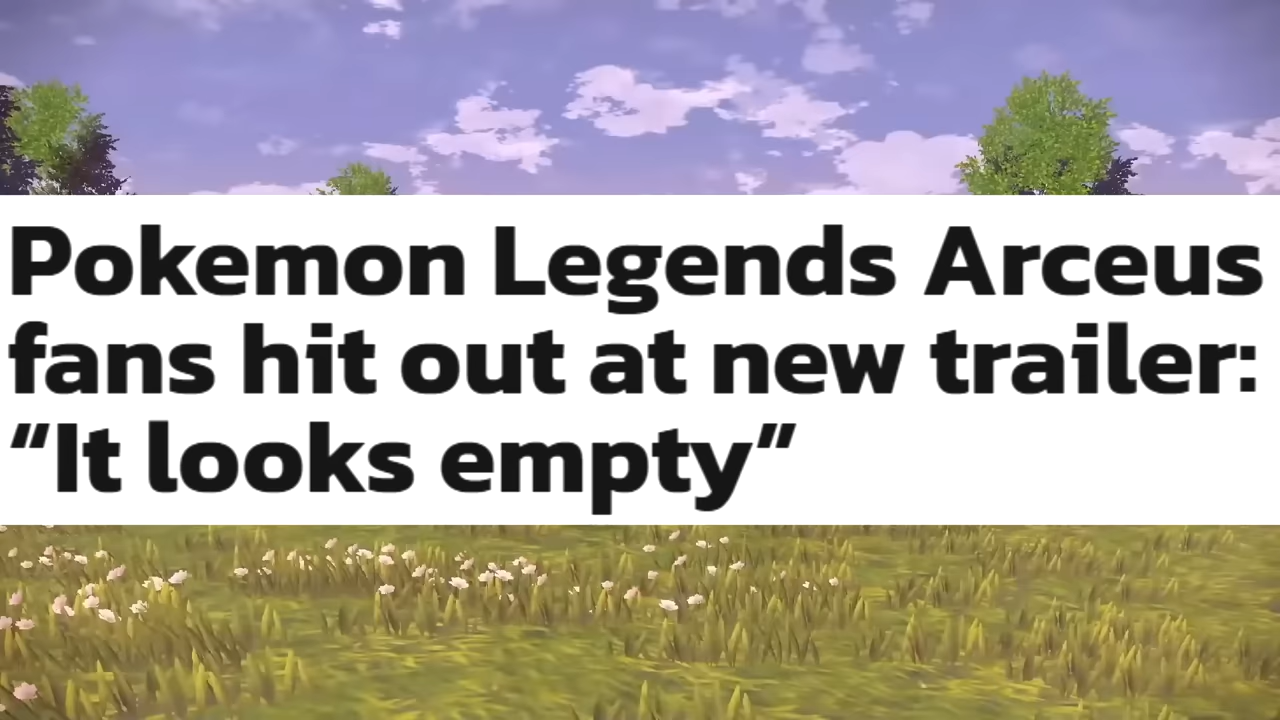 Pokemon Legends Arceus
fans hit out at new trailer:
“It looks empty”